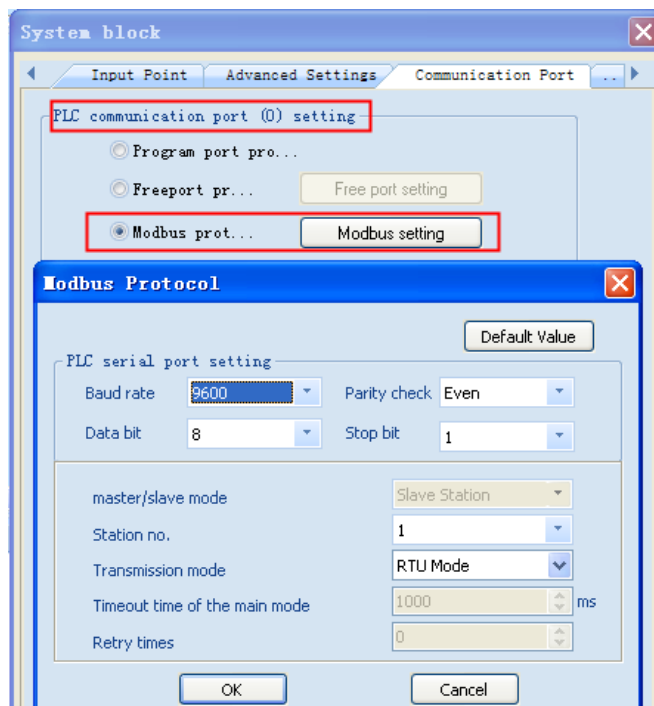 System block
Input Point Advanced Settings Communication Port ..
PLC communication port (0) setting
Program port pro...
Freeport pr... Free port setting
Modbus prot... Modbus setting
Modbus Protocol
Default Value
PLC serial port setting
Baud rate 9600 Parity check Even
Data bit 8 Stop bit 1
master/slave mode Slave Station
Station no. 1
Transmission mode RTU Mode
Timeout time of the main mode 1000 ms
Retry times 0
OK Cancel